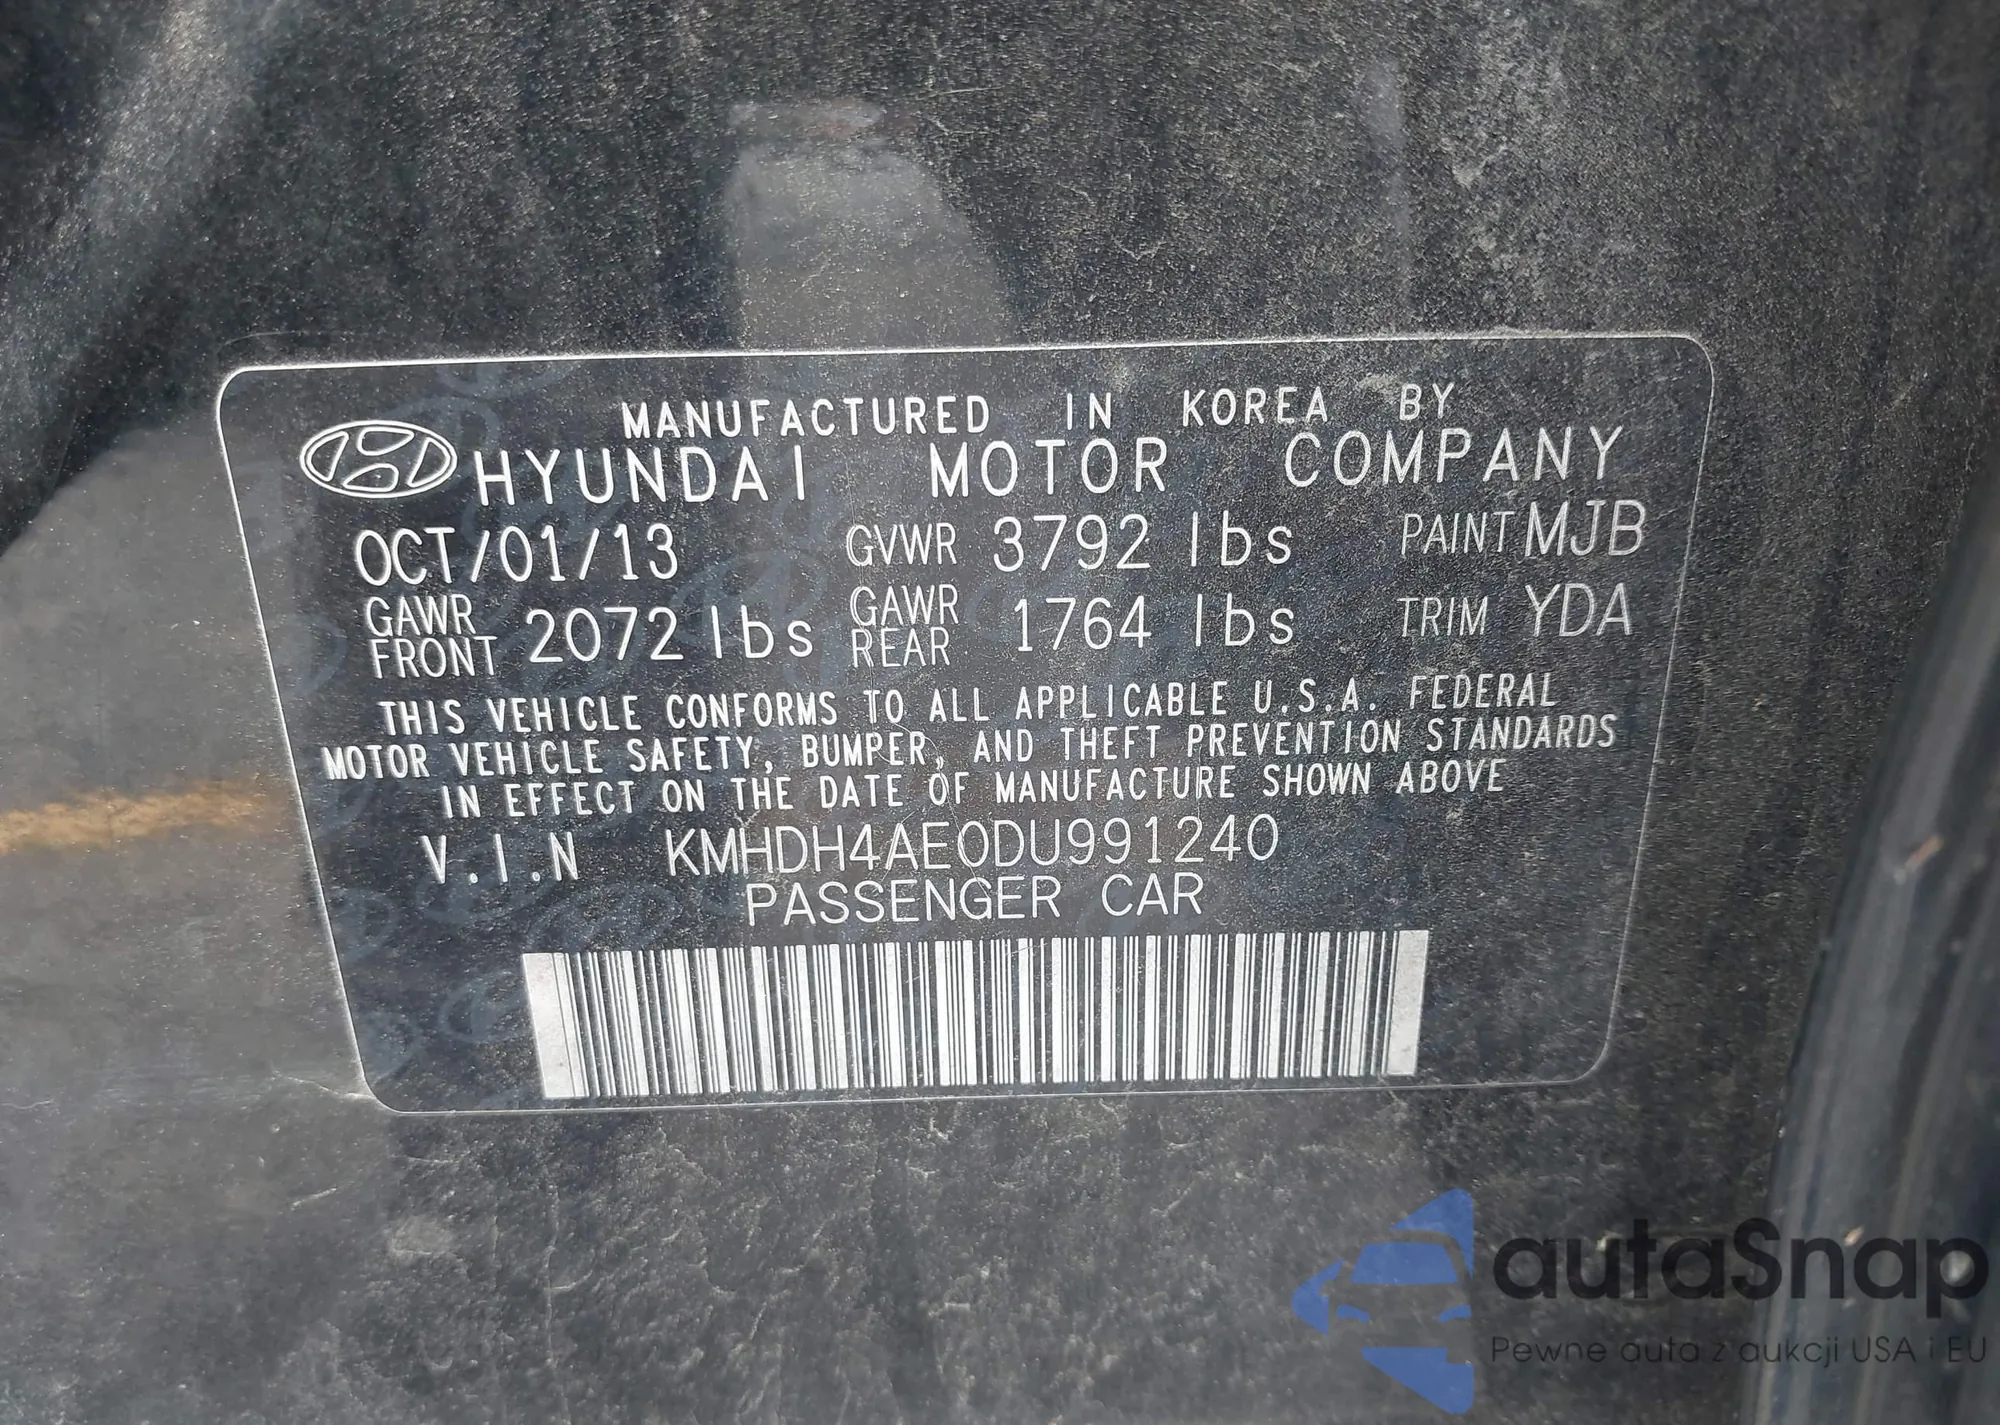 MANUFACTURED IN KOREA BY
HYUNDAI MOTOR COMPANY
OCT/01/13 GVWR 3792 lbs PAINT MJB
GAWR FRONT 2072 lbs GAWR REAR 1764 lbs TRIM YDA
THIS VEHICLE CONFORMS TO ALL APPLICABLE U.S.A. FEDERAL
MOTOR VEHICLE SAFETY, BUMPER, AND THEFT PREVENTION STANDARDS
IN EFFECT ON THE DATE OF MANUFACTURE SHOWN ABOVE
V.I.N KMHDH4AE0DU991240
PASSENGER CAR
autaSnap
Pewne auta z aukcji USA i EU